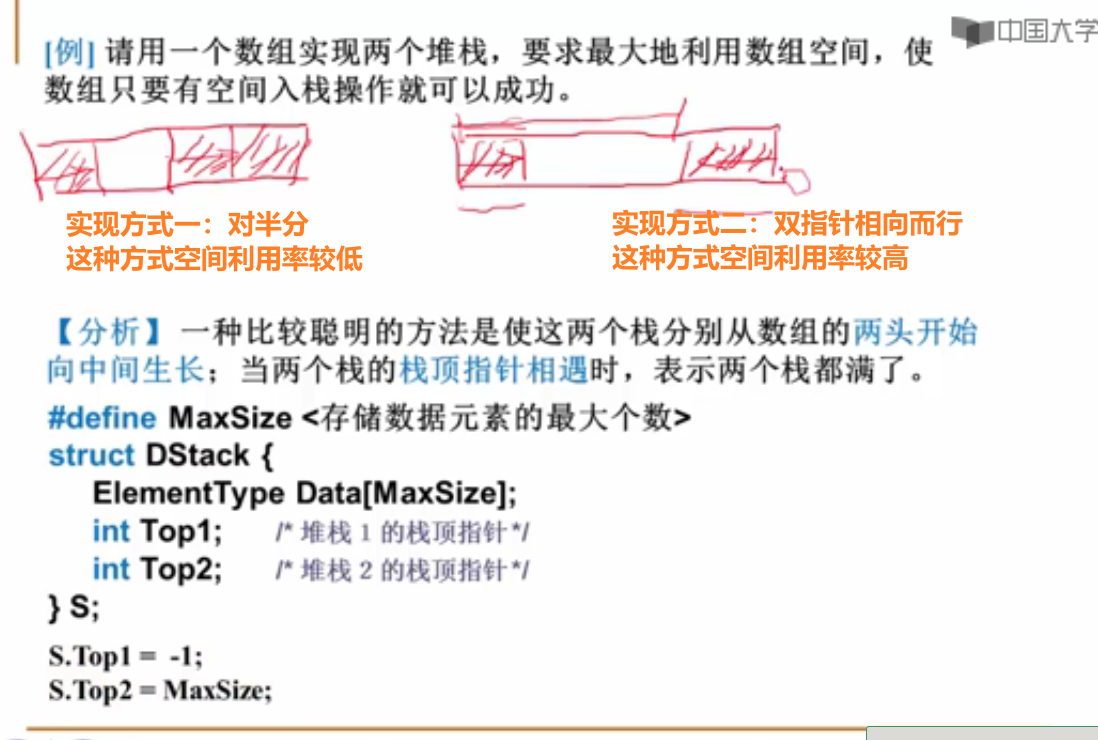 中国大学
[例] 请用一个数组实现两个堆栈，要求最大地利用数组空间，使
数组只要有空间入栈操作就可以成功。
实现方式一：对半分
这种方式空间利用率较低
实现方式二：双指针相向而行
这种方式空间利用率较高
【分析】 一种比较聪明的方法是使这两个栈分别从数组的两头开始
向中间生长；当两个栈的栈顶指针相遇时，表示两个栈都满了。
#define MaxSize <存储数据元素的最大个数>
struct DStack {
ElementType Data[MaxSize];
int Top1; /* 堆栈 1 的栈顶指针 */
int Top2; /* 堆栈 2 的栈顶指针 */
} S;
S.Top1 = -1;
S.Top2 = MaxSize;